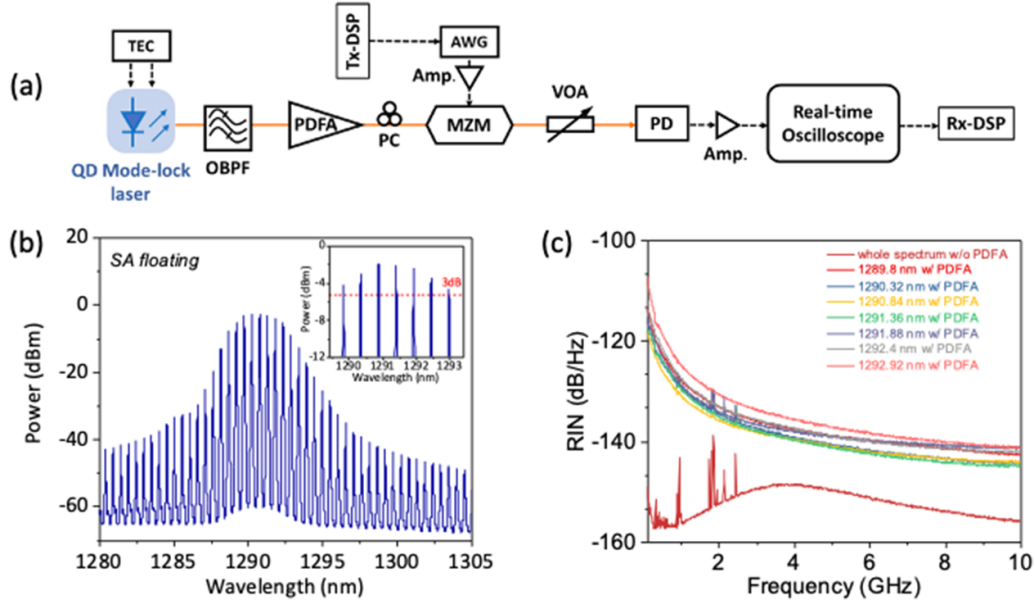 (a)
TEC
QD Mode-lock
laser
OBPF
PDFA
PC
Tx-DSP
AWG
Amp.
MZM
VOA
PD
Amp.
Real-time
Oscilloscope
Rx-DSP
(b)
20
0
-20
-40
-60
Power (dBm)
SA floating
1280
1285
1290
1295
1300
1305
Wavelength (nm)
0
-4
-8
-12
Power (dBm)
3dB
1290
1291
1292
1293
Wavelength (nm)
(c)
-100
-120
-140
-160
RIN (dB/Hz)
whole spectrum w/o PDFA
1289.8 nm w/ PDFA
1290.32 nm w/ PDFA
1290.84 nm w/ PDFA
1291.36 nm w/ PDFA
1291.88 nm w/ PDFA
1292.4 nm w/ PDFA
1292.92 nm w/ PDFA
2
4
6
8
10
Frequency (GHz)